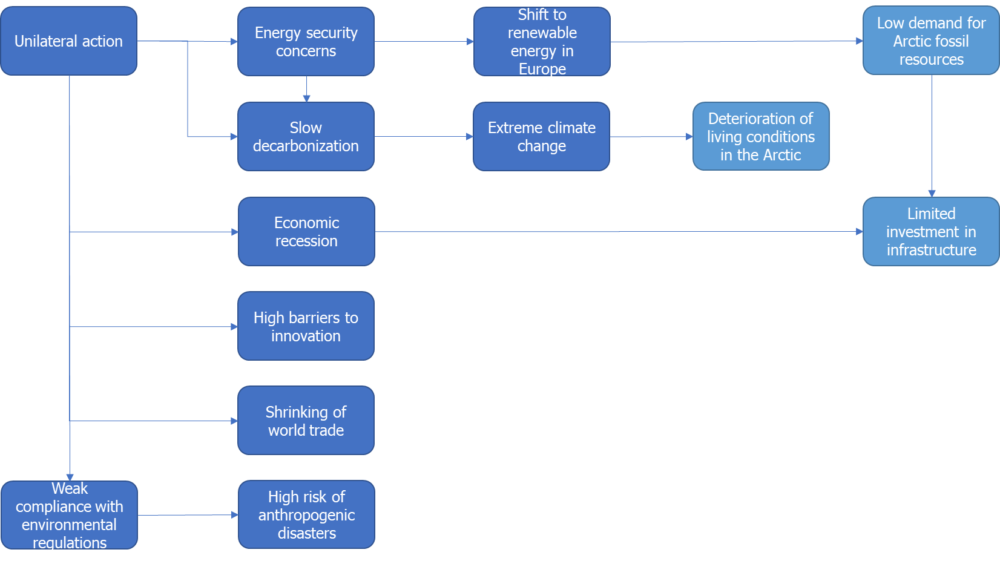 Unilateral action
Energy security
concerns
Shift to
renewable
energy in
Europe
Low demand for
Arctic fossil
resources
Slow
decarbonization
Extreme climate
change
Deterioration of
living conditions
in the Arctic
Economic
recession
Limited
investment in
infrastructure
High barriers to
innovation
Shrinking of
world trade
Weak
compliance with
environmental
regulations
High risk of
anthropogenic
disasters